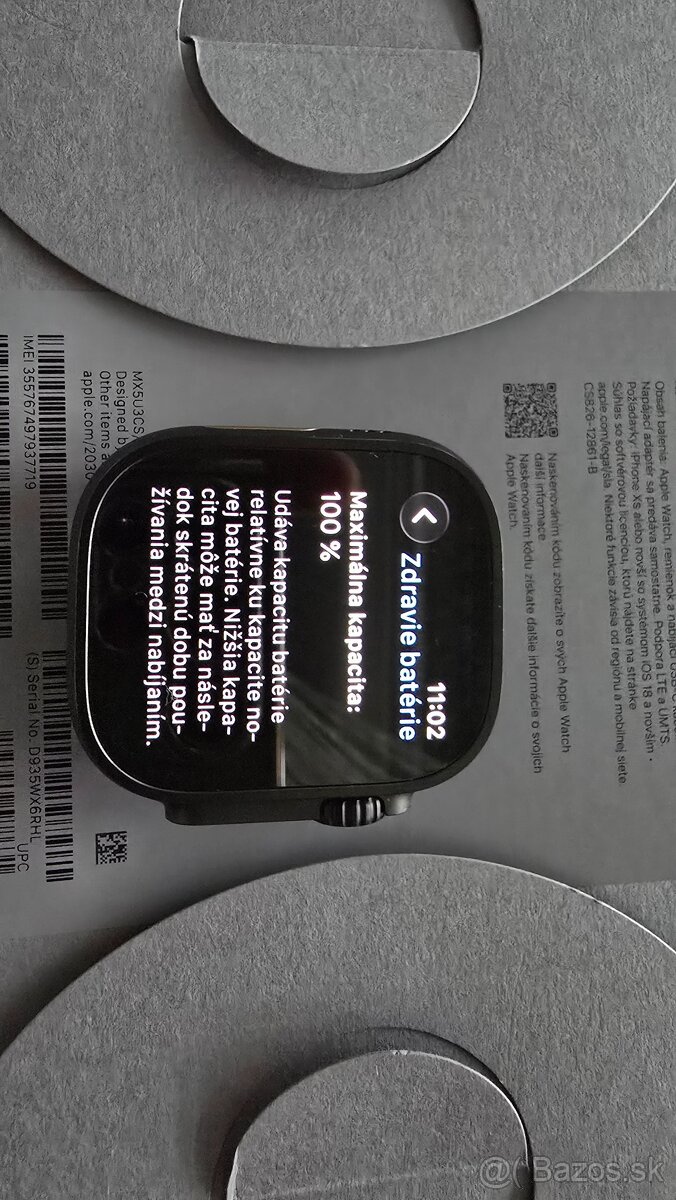 11:02
Zdravie batérie
Maximálna kapacita:
100 %
Udáva kapacitu batérie
relatívne ku kapacite no-
vej batérie. Nižšia kapa-
cita môže mať za násle-
dok skrátenú dobu pou-
žívania medzi nabíjaním.
Obsah balenia: Apple Watch, remienok a nabíjací
Napájací adaptér sa predáva samostatne. Podpora LTE a UMTS.
Požiadavky: iPhone XS alebo novší so systémom iOS 18 a novším •
Súhlas so softvérovou licenciou, ktorú nájdete na stránke
apple.com/legal/sla Niektoré funkcie závisia od regiónu a mobilnej siete.
CS826-12861-B
Naskenovaním kódu zobrazíte o svojich Apple Watch
ďalšie informácie
Naskenovaním kódu získate ďalšie informácie o svojich
Apple Watch.
MX5U3CS/
Designed by
Other items a
apple.com/2030
(S) Serial No. D935WX6RHL
IMEI 355767497937719
UPC
@ Bazos.sk